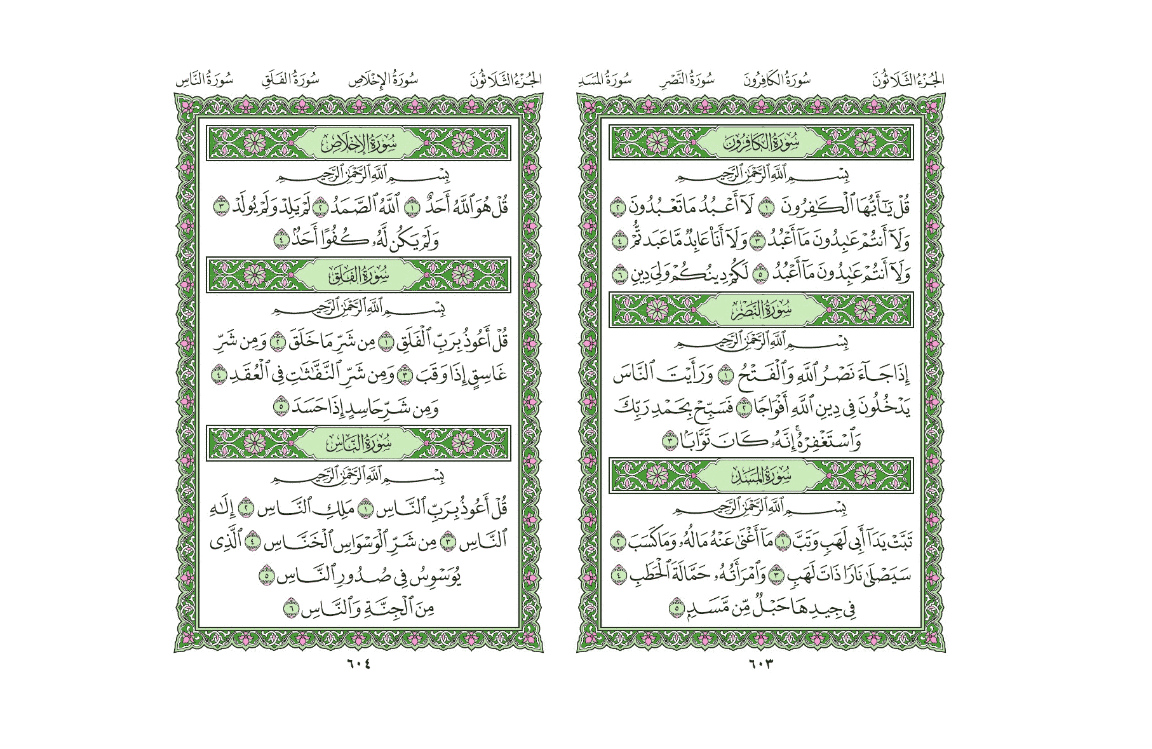 الجُزْءُ الثَّلَاثُونَ سُورَةُ الكَافِرُونَ سُورَةُ النَّصْرِ سُورَةُ المَسَدِ
سُورَةُ الكَافِرُونَ
بِسْمِ ٱللَّهِ ٱلرَّحْمَٰنِ ٱلرَّحِيمِ
قُلْ يَٰٓأَيُّهَا ٱلْكَٰفِرُونَ ١ لَآ أَعْبُدُ مَا تَعْبُدُونَ ٢
وَلَآ أَنتُمْ عَٰبِدُونَ مَآ أَعْبُدُ ٣ وَلَآ أَنَا۠ عَابِدٌ مَّا عَبَدتُّمْ ٤
وَلَآ أَنتُمْ عَٰبِدُونَ مَآ أَعْبُدُ ٥ لَكُمْ دِينُكُمْ وَلِىَ دِينِ ٦
سُورَةُ النَّصْرِ
بِسْمِ ٱللَّهِ ٱلرَّحْمَٰنِ ٱلرَّحِيمِ
إِذَا جَآءَ نَصْرُ ٱللَّهِ وَٱلْفَتْحُ ١ وَرَأَيْتَ ٱلنَّاسَ
يَدْخُلُونَ فِى دِينِ ٱللَّهِ أَفْوَاجًا ٢ فَسَبِّحْ بِحَمْدِ رَبِّكَ
وَٱسْتَغْفِرْهُ ۚ إِنَّهُۥ كَانَ تَوَّابًۢا ٣
سُورَةُ المَسَدِ
بِسْمِ ٱللَّهِ ٱلرَّحْمَٰنِ ٱلرَّحِيمِ
تَبَّتْ يَدَآ أَبِى لَهَبٍ وَتَبَّ ١ مَآ أَغْنَىٰ عَنْهُ مَالُهُۥ وَمَا كَسَبَ ٢
سَيَصْلَىٰ نَارًا ذَاتَ لَهَبٍ ٣ وَٱمْرَأَتُهُۥ حَمَّالَةَ ٱلْحَطَبِ ٤
فِى جِيدِهَا حَبْلٌ مِّن مَّسَدٍۭ ٥
٦٠٣
الجُزْءُ الثَّلَاثُونَ سُورَةُ الإِخْلَاصِ سُورَةُ الفَلَقِ سُورَةُ النَّاسِ
سُورَةُ الإِخْلَاصِ
بِسْمِ ٱللَّهِ ٱلرَّحْمَٰنِ ٱلرَّحِيمِ
قُلْ هُوَ ٱللَّهُ أَحَدٌ ١ ٱللَّهُ ٱلصَّمَدُ ٢ لَمْ يَلِدْ وَلَمْ يُولَدْ ٣
وَلَمْ يَكُن لَّهُۥ كُفُوًا أَحَدٌۢ ٤
سُورَةُ الفَلَقِ
بِسْمِ ٱللَّهِ ٱلرَّحْمَٰنِ ٱلرَّحِيمِ
قُلْ أَعُوذُ بِرَبِّ ٱلْفَلَقِ ١ مِن شَرِّ مَا خَلَقَ ٢ وَمِن شَرِّ
غَاسِقٍ إِذَا وَقَبَ ٣ وَمِن شَرِّ ٱلنَّفَّٰثَٰتِ فِى ٱلْعُقَدِ ٤
وَمِن شَرِّ حَاسِدٍ إِذَا حَسَدَ ٥
سُورَةُ النَّاسِ
بِسْمِ ٱللَّهِ ٱلرَّحْمَٰنِ ٱلرَّحِيمِ
قُلْ أَعُوذُ بِرَبِّ ٱلنَّاسِ ١ مَلِكِ ٱلنَّاسِ ٢ إِلَٰهِ
ٱلنَّاسِ ٣ مِن شَرِّ ٱلْوَسْوَاسِ ٱلْخَنَّاسِ ٤ ٱلَّذِى
يُوَسْوِسُ فِى صُدُورِ ٱلنَّاسِ ٥
مِنَ ٱلْجِنَّةِ وَٱلنَّاسِ ٦
٦٠٤